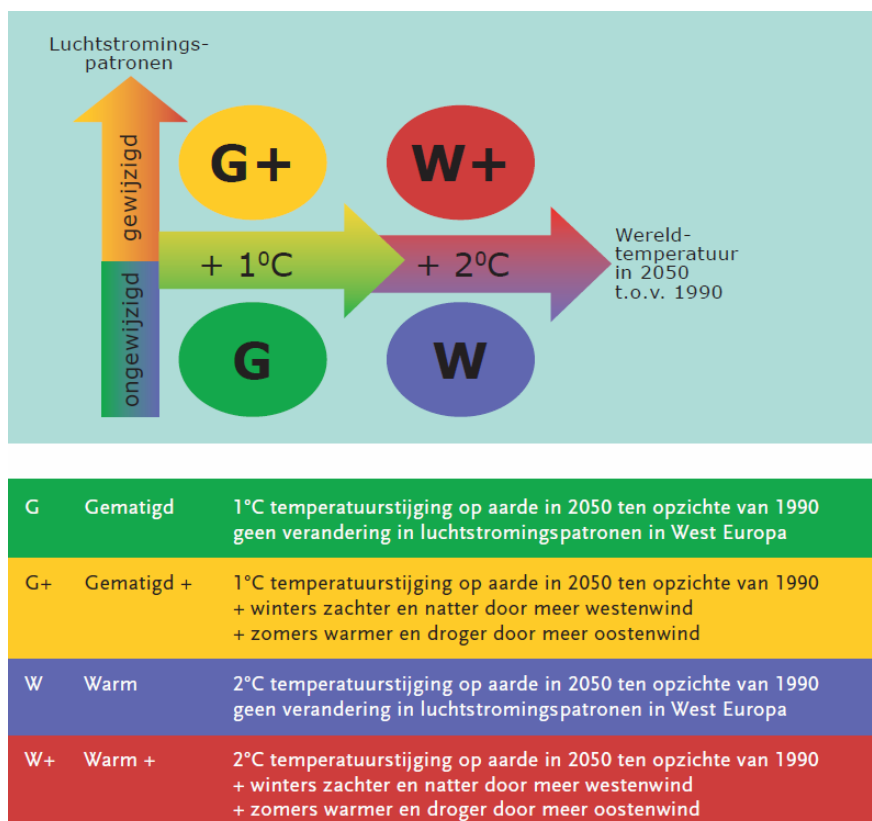 Luchtstromings-
patronen
gewijzigd
ongewijzigd
G+
W+
+ 1⁰C
+ 2⁰C
G
W
Wereld-
temperatuur
in 2050
t.o.v. 1990
G Gematigd 1°C temperatuurstijging op aarde in 2050 ten opzichte van 1990
geen verandering in luchtstromingspatronen in West Europa
G+ Gematigd + 1°C temperatuurstijging op aarde in 2050 ten opzichte van 1990
+ winters zachter en natter door meer westenwind
+ zomers warmer en droger door meer oostenwind
W Warm 2°C temperatuurstijging op aarde in 2050 ten opzichte van 1990
geen verandering in luchtstromingspatronen in West Europa
W+ Warm + 2°C temperatuurstijging op aarde in 2050 ten opzichte van 1990
+ winters zachter en natter door meer westenwind
+ zomers warmer en droger door meer oostenwind